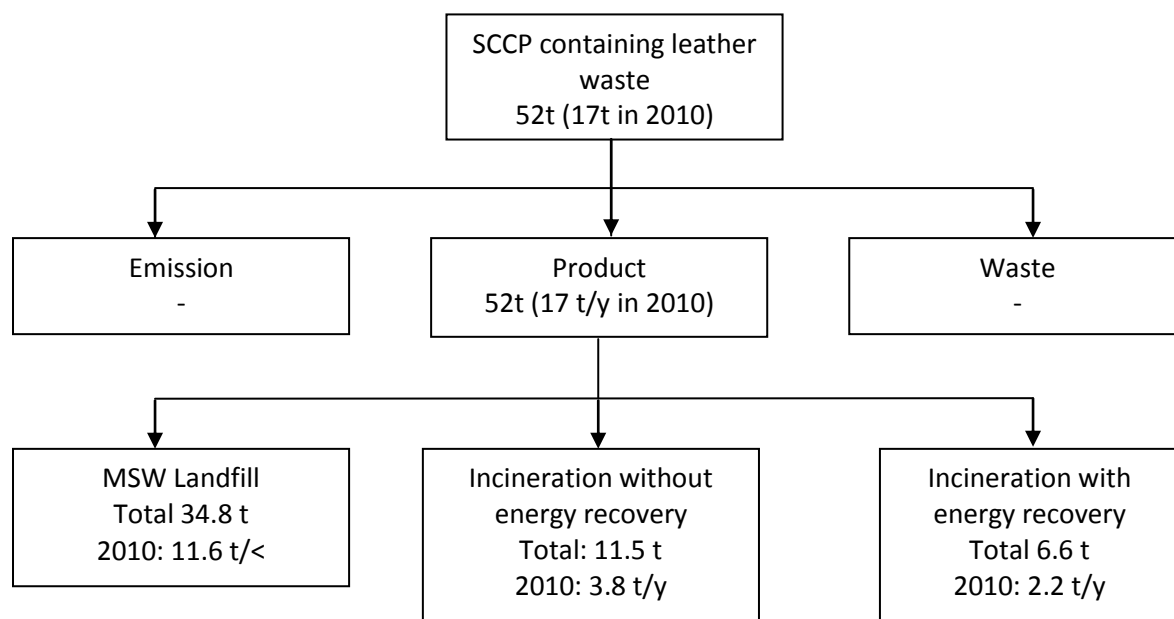 SCCP containing leather
waste
52t (17t in 2010)
Emission
-
Product
52t (17 t/y in 2010)
Waste
-
MSW Landfill
Total 34.8 t
2010: 11.6 t/<
Incineration without
energy recovery
Total: 11.5 t
2010: 3.8 t/y
Incineration with
energy recovery
Total 6.6 t
2010: 2.2 t/y